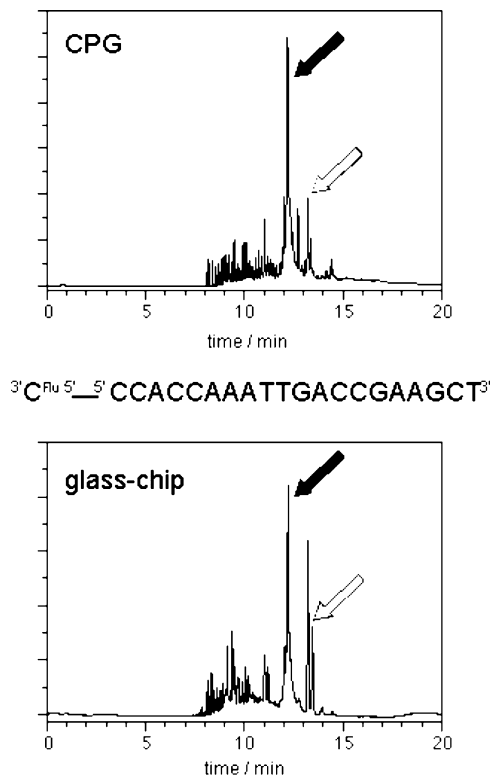 CPG
0 5 10 15 20
time / min
3'CFlu 5'—5' CCACCAAATTGACCGAAGCT3'
glass-chip
0 5 10 15 20
time / min